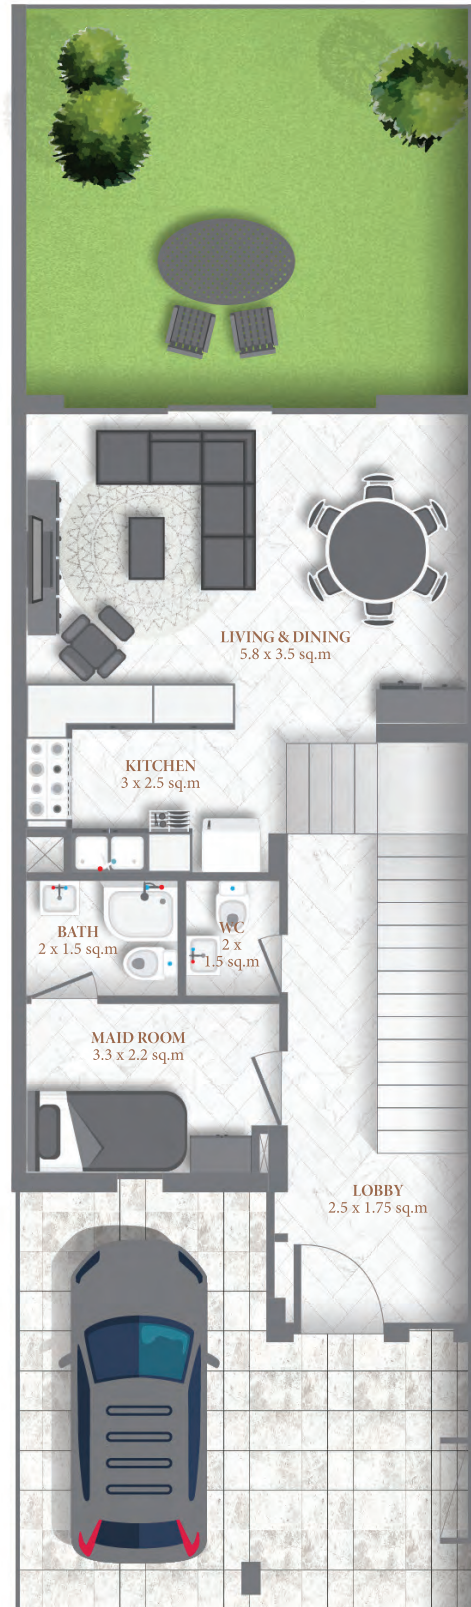 LIVING & DINING
5.8 x 3.5 sq.m
KITCHEN
3 x 2.5 sq.m
BATH
2 x 1.5 sq.m
WC
2 x
1.5 sq.m
MAID ROOM
3.3 x 2.2 sq.m
LOBBY
2.5 x 1.75 sq.m